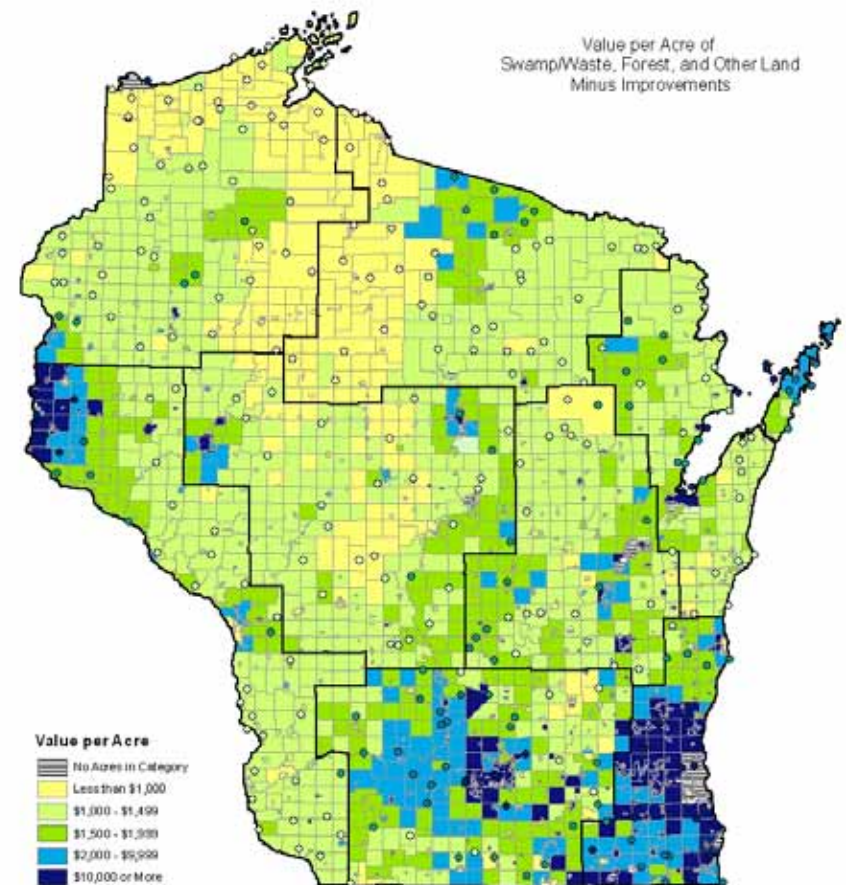 Value per Acre of
Swamp/Waste, Forest, and Other Land
Minus Improvements
Value per Acre
No Acres in Category
Less than $1,000
$1,000 - $1,499
$1,500 - $1,999
$2,000 - $9,999
$10,000 or More